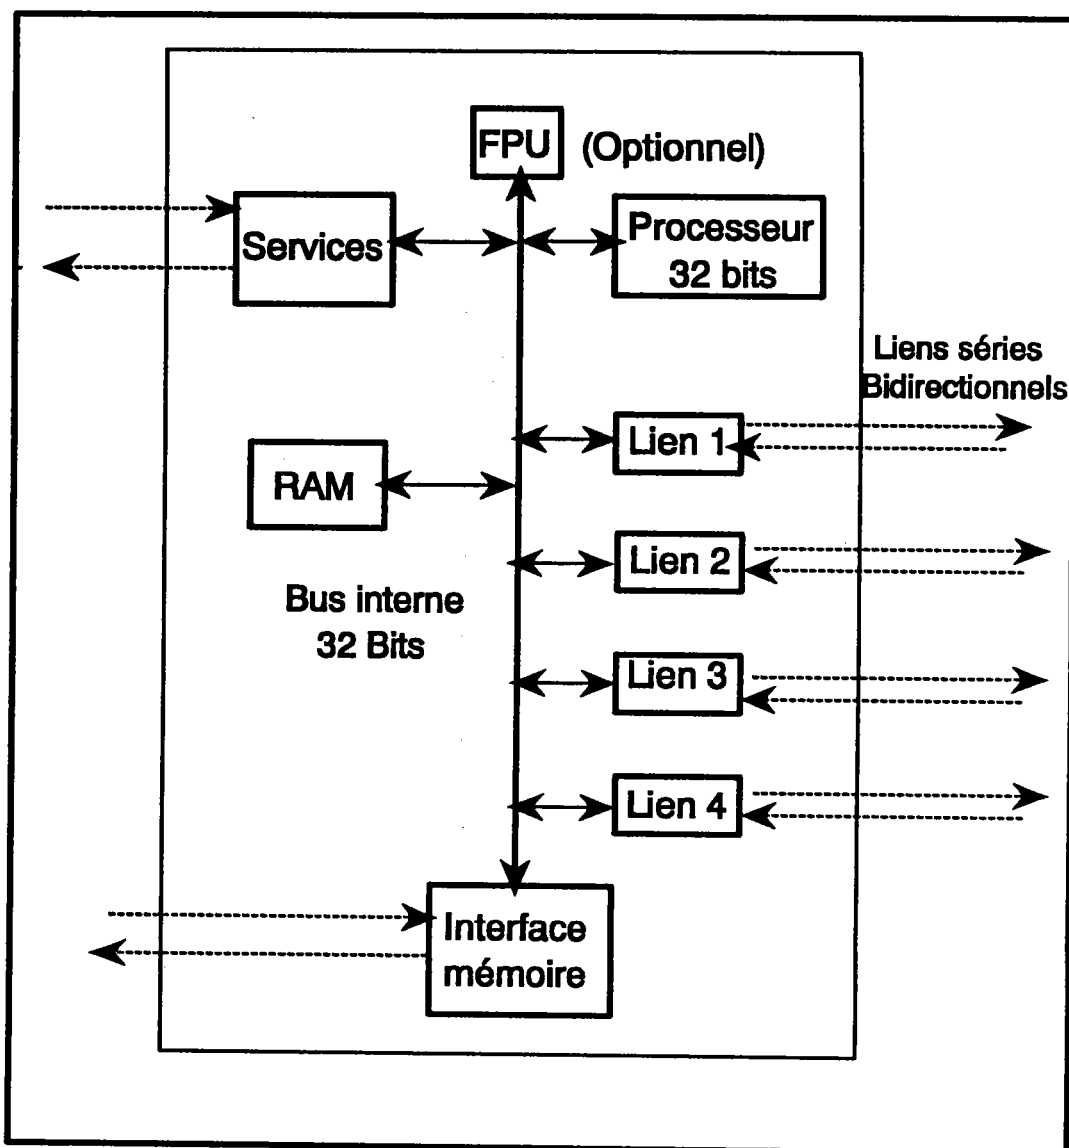 FPU (Optionnel)
Services
Processeur
32 bits
Liens séries
Bidirectionnels
Lien 1
RAM
Lien 2
Bus interne
32 Bits
Lien 3
Lien 4
Interface
mémoire